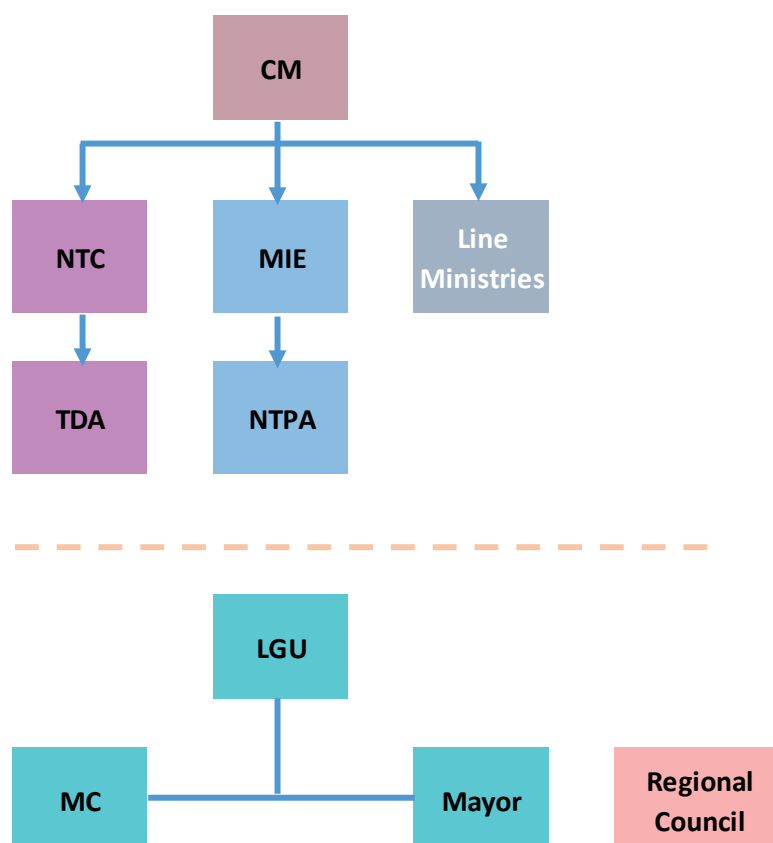 CM
NTC
MIE
Line
Ministries
TDA
NTPA
LGU
MC
Mayor
Regional
Council